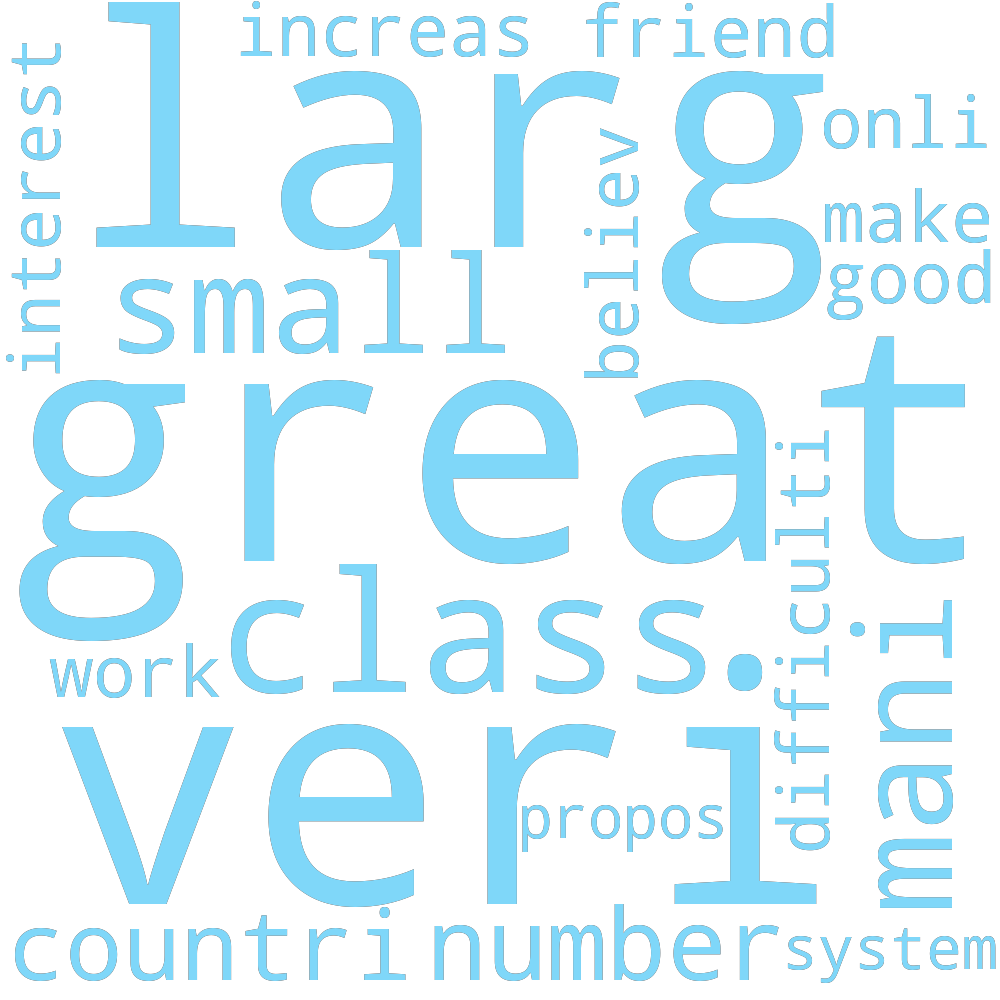 increas
friend
larg
interest
onli
believ
make
good
small
great
difficulti
class
mani
work
veri
propos
countri
number
system